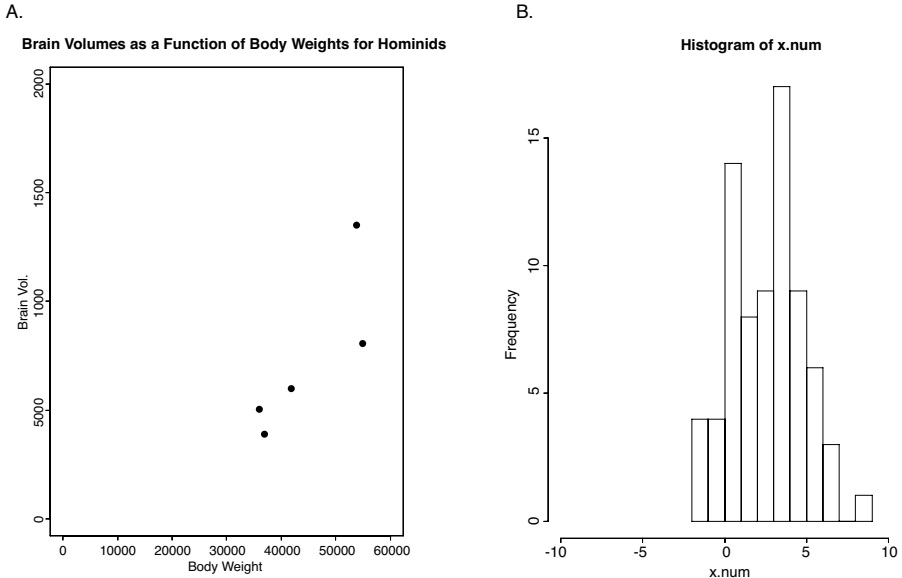 A.
Brain Volumes as a Function of Body Weights for Hominids
2000
1500
1000
5000
0
Brain Vol.
0 10000 20000 30000 40000 50000 60000
Body Weight
B.
Histogram of x.num
15
10
5
0
Frequency
-10 -5 0 5 10
x.num